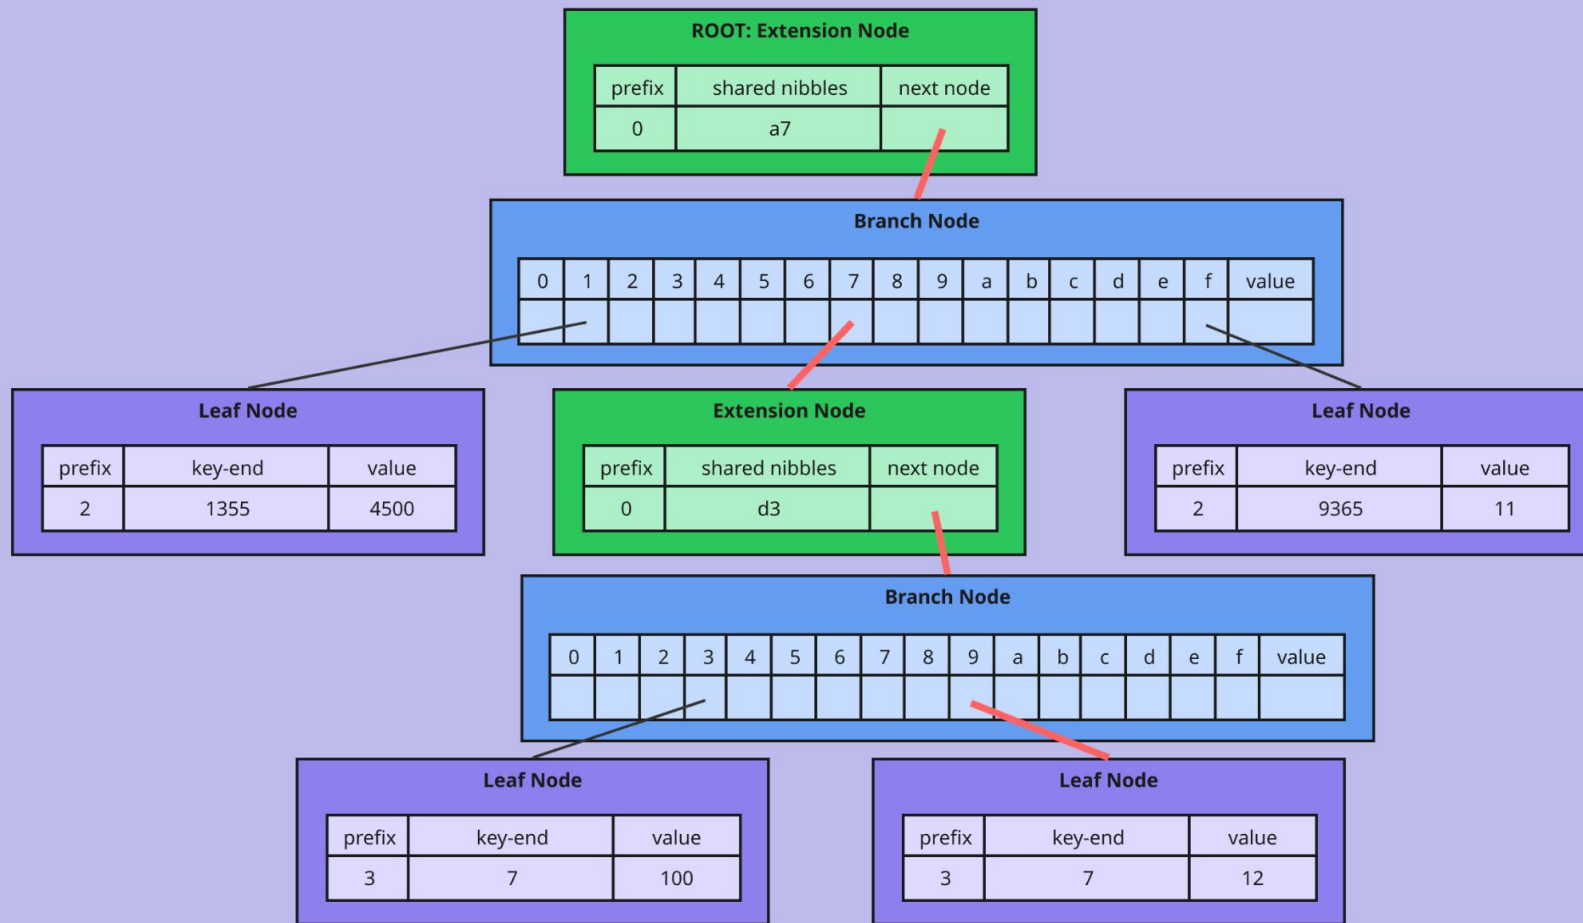 ROOT: Extension Node
prefix shared nibbles next node
0 a7
Branch Node
0 1 2 3 4 5 6 7 8 9 a b c d e f value
Leaf Node
prefix key-end value
2 1355 4500
Extension Node
prefix shared nibbles next node
0 d3
Leaf Node
prefix key-end value
2 9365 11
Branch Node
0 1 2 3 4 5 6 7 8 9 a b c d e f value
Leaf Node
prefix key-end value
3 7 100
Leaf Node
prefix key-end value
3 7 12